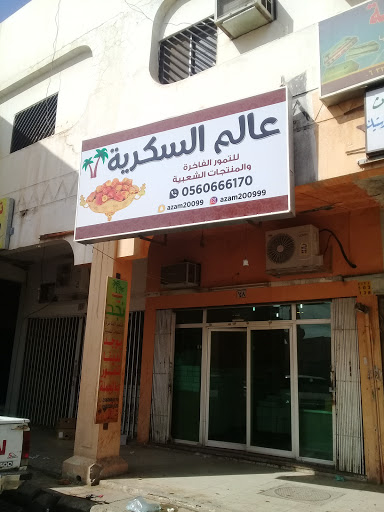 عالم السكرية
للتمور الفاخرة
والمنتجات الشعبية
0560666170
azam20099 azam200999